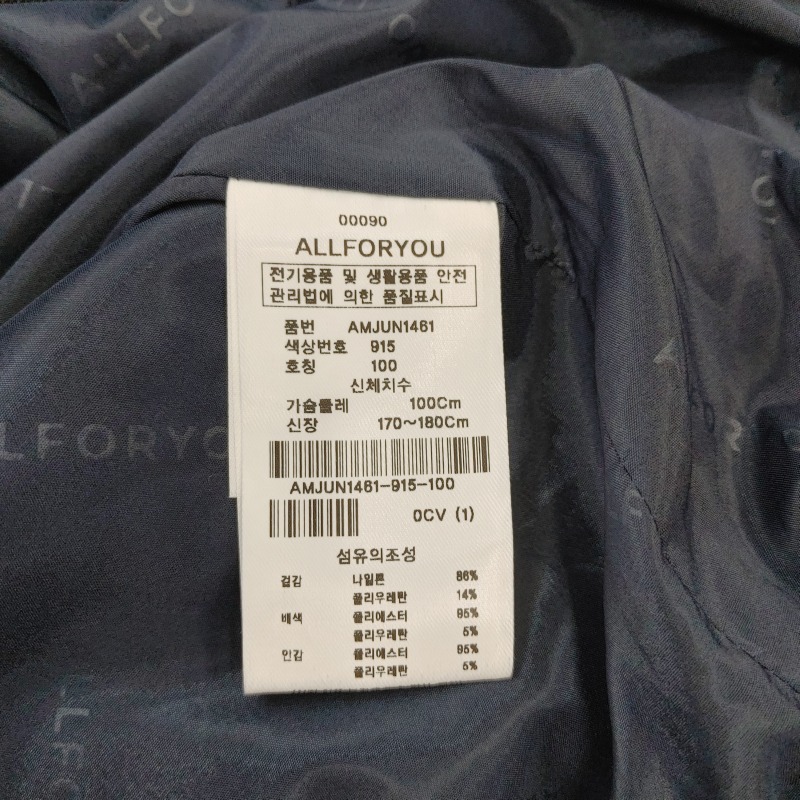 00090
ALLFORYOU
전기용품 및 생활용품 안전
관리법에 의한 품질표시
품번 AMJUN1461
색상번호 915
호칭 100
신체치수
가슴둘레 100Cm
신장 170~180Cm
AMJUN1461-915-100
0CV (1)
섬유의조성
겉감 나일론 86%
폴리우레탄 14%
배색 폴리에스터 95%
폴리우레탄 5%
안감 폴리에스터 95%
폴리우레탄 5%